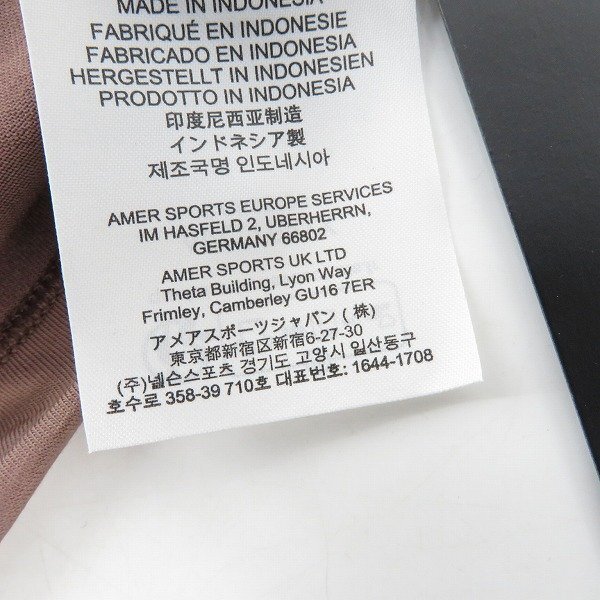 MADE IN INDONESIA
FABRIQUÉ EN INDONESIE
FABRICADO EN INDONESIA
HERGESTELLT IN INDONESIEN
PRODOTTO IN INDONESIA
印度尼西亚制造
インドネシア製
제조국명 인도네시아
AMER SPORTS EUROPE SERVICES
IM HASFELD 2, UBERHERRN,
GERMANY 66802
AMER SPORTS UK LTD
Theta Building, Lyon Way
Frimley, Camberley GU16 7ER
アメアスポーツジャパン（株）
東京都新宿区新宿6-27-30
(주)넬슨스포츠 경기도 고양시 일산동구
호수로 358-39 710호 대표번호: 1644-1708